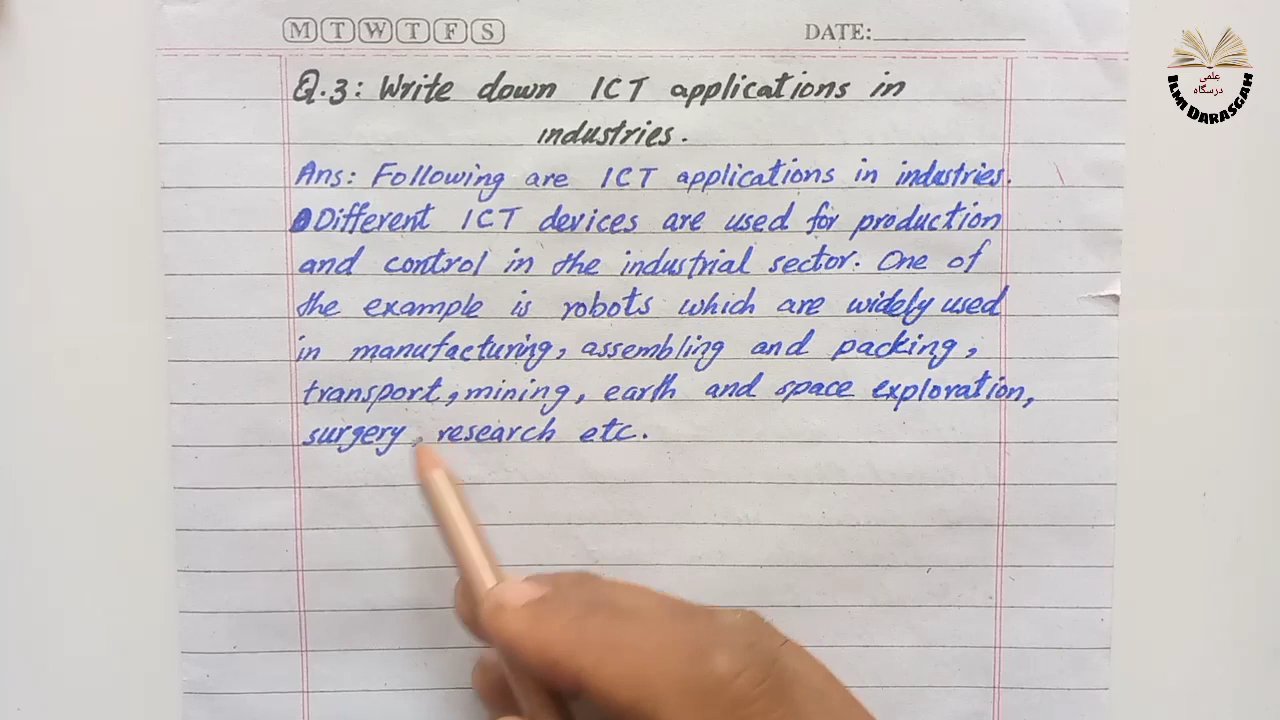 M T W T F S DATE:
علمی
درسگاه
ILMI DARASGAH
Q.3: Write down ICT applications in
industries.
Ans: Following are ICT applications in industries.
Different ICT devices are used for production
and control in the industrial sector. One of
the example is robots which are widely used
in manufacturing, assembling and packing,
transport, mining, earth and space exploration,
surgery, research etc.